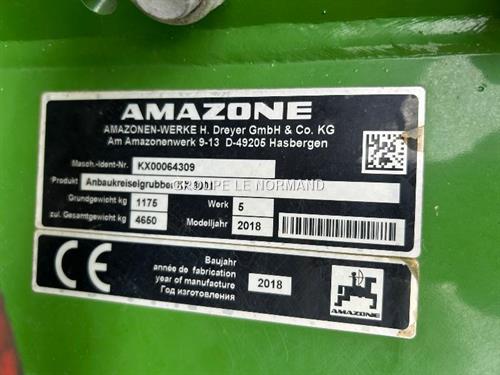 AMAZONE
AMAZONEN-WERKE H. Dreyer GmbH & Co. KG
Am Amazonenwerk 9-13 D-49205 Hasbergen
Masch.-Ident-Nr. KX00064309
Produkt Anbaukreiselgrubber
GROUPE LE NORMAND
Grundgewicht kg 1175 Werk 5
zul. Gesamtgewicht kg 4650 Modelljahr 2018
CE
Baujahr
année de fabrication
year of manufacture
Год изготовления
2018
AMAZONE